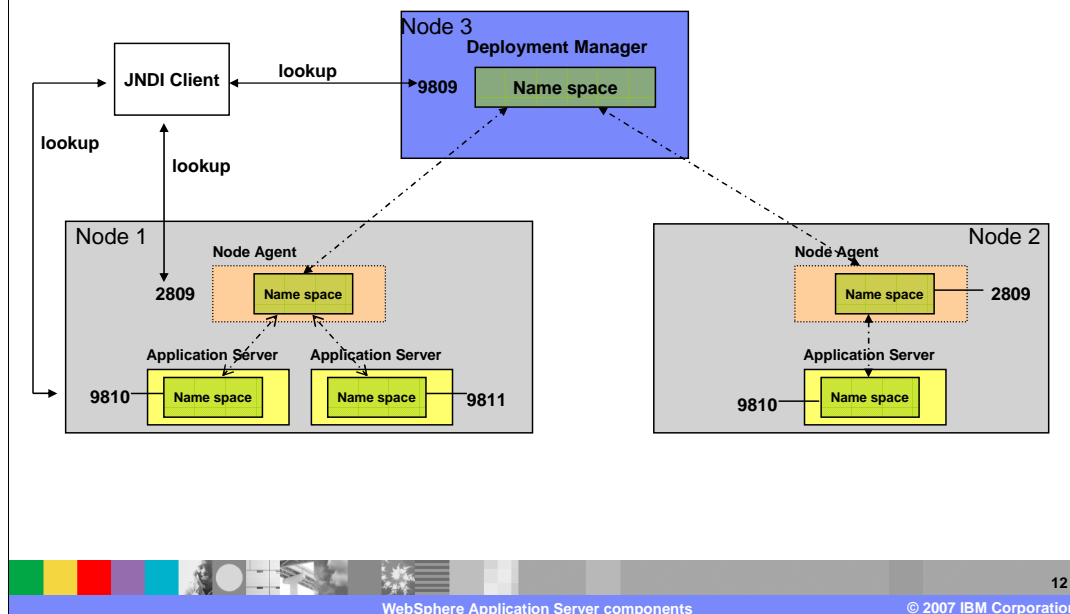 Node 3
Deployment Manager
JNDI Client
lookup
9809
Name space
lookup
lookup
Node 1
Node Agent
2809
Name space
Application Server
Application Server
9810
Name space
Name space
9811
Node 2
Node Agent
Name space
2809
Application Server
9810
Name space
12
WebSphere Application Server components
© 2007 IBM Corporation